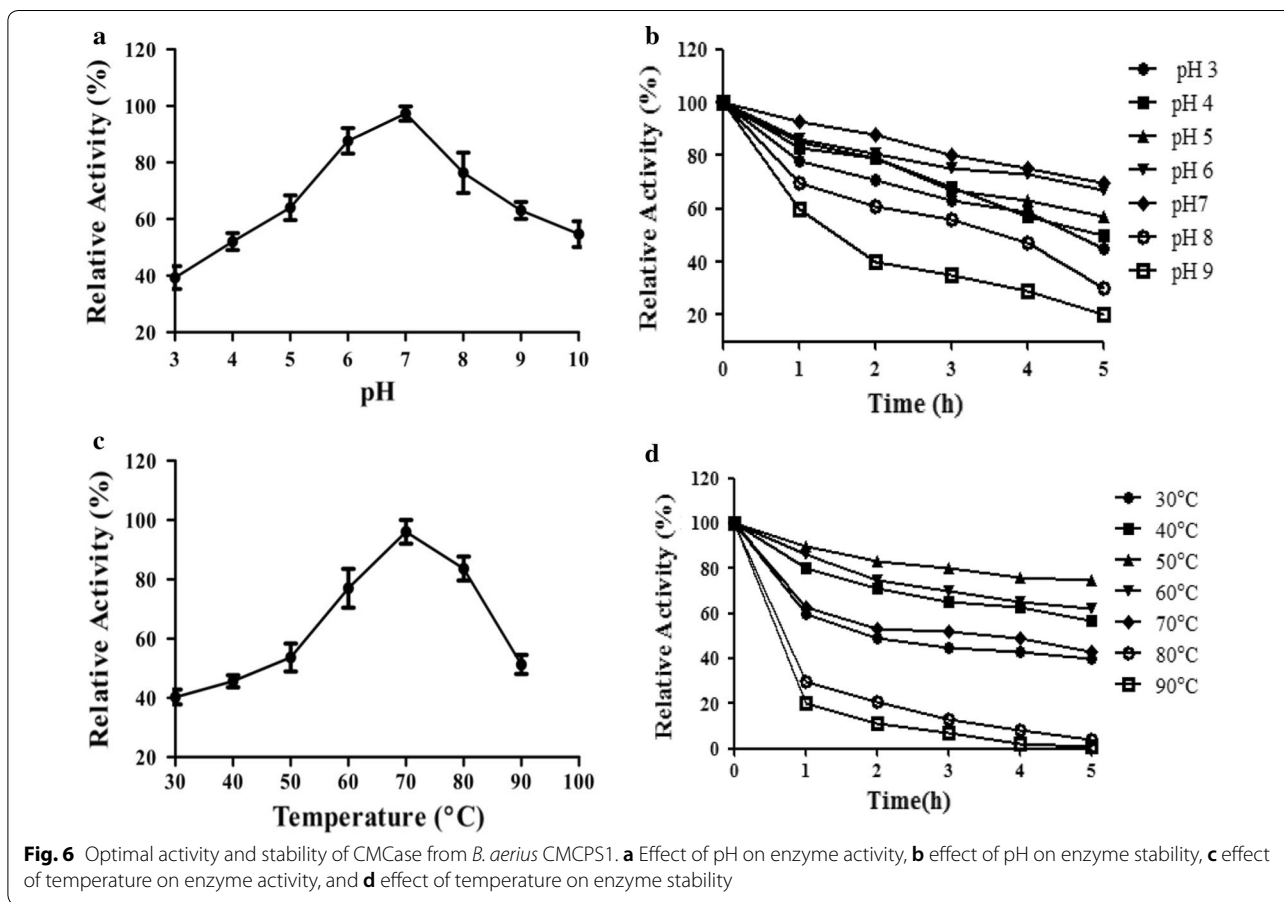 a
120
100
80
60
40
20
Relative Activity (%)
3 4 5 6 7 8 9 10
pH
b
120
100
80
60
40
20
Relative Activity (%)
0 1 2 3 4 5
Time (h)
pH 3
pH 4
pH 5
pH 6
pH7
pH 8
pH 9
c
120
100
80
60
40
20
Relative Activity (%)
30 40 50 60 70 80 90 100
Temperature (°C)
d
120
100
80
60
40
20
0
Relative Activity (%)
0 1 2 3 4 5
Time(h)
30°C
40°C
50°C
60°C
70°C
80°C
90°C
Fig. 6 Optimal activity and stability of CMCase from B. aerius CMCPS1. a Effect of pH on enzyme activity, b effect of pH on enzyme stability, c effect
of temperature on enzyme activity, and d effect of temperature on enzyme stability